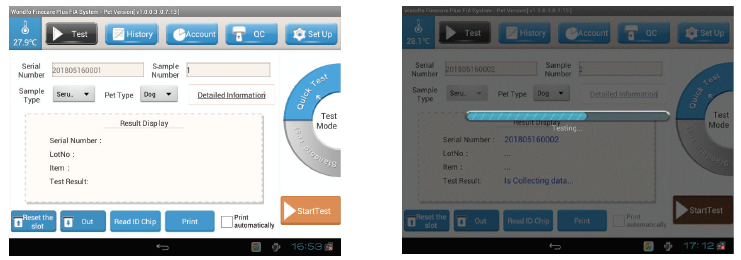 Wondfo Finecare Plus FIA System - Pet Version[ v1.0.0.3.0.7.15 ]
27.9℃
Test
History
Account
QC
Set Up
Serial Number
201805160001
Sample Number
1
Sample Type
Seru..
Pet Type
Dog
Detailed Information
Result Display
Serial Number :
LotNo :
Item :
Test Result:
Quick Test
Standard Test
Test Mode
StartTest
Reset the slot
Out
Read ID Chip
Print
Print automatically
16:53
Wondfo Finecare Plus FIA System - Pet Version[ v1.0.0.3.0.7.15 ]
28.1℃
Test
History
Account
QC
Set Up
Serial Number
201805160002
Sample Number
Sample Type
Seru..
Pet Type
Dog
Detailed Information
Result Display
Testing...
Serial Number : 201805160002
LotNo : ...
Item : ...
Test Result: Is Collecting data...
Quick Test
Standard Test
Test Mode
StartTest
Reset the slot
Out
Read ID Chip
Print
Print automatically
17:12